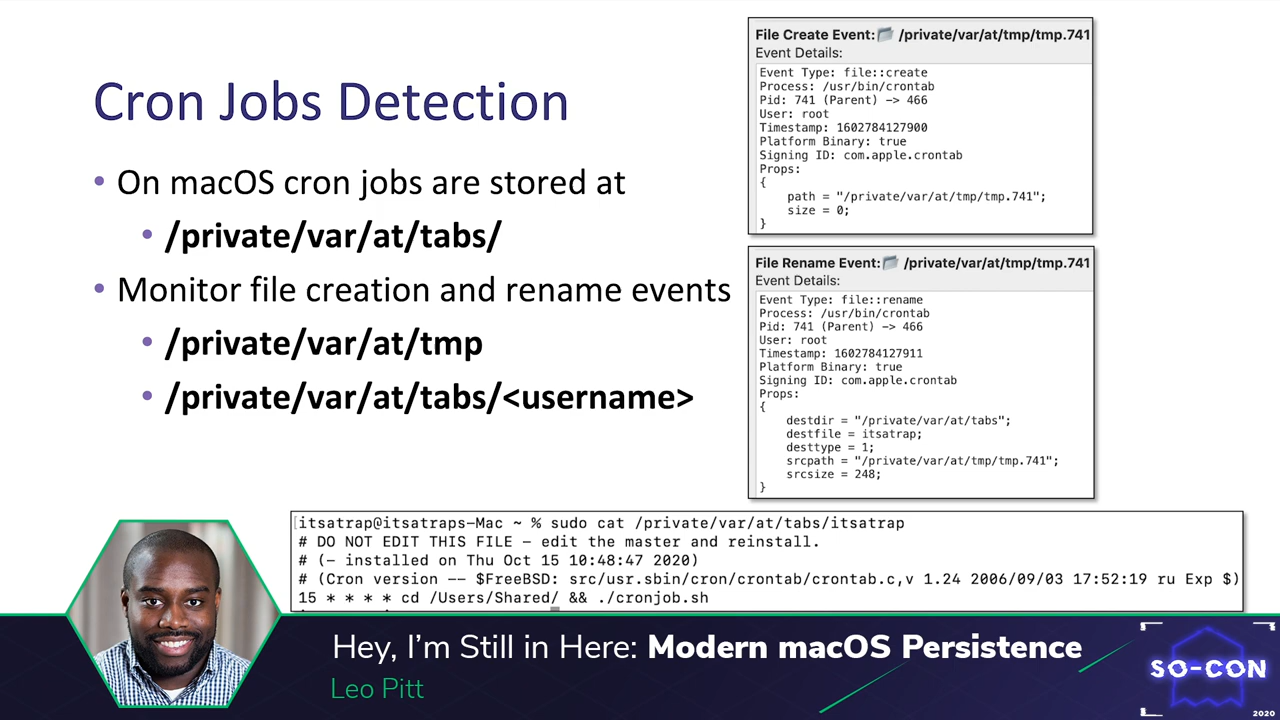 Cron Jobs Detection
• On macOS cron jobs are stored at
• /private/var/at/tabs/
• Monitor file creation and rename events
• /private/var/at/tmp
• /private/var/at/tabs/<username>
File Create Event: /private/var/at/tmp/tmp.741
Event Details:
Event Type: file::create
Process: /usr/bin/crontab
Pid: 741 (Parent) -> 466
User: root
Timestamp: 1602784127900
Platform Binary: true
Signing ID: com.apple.crontab
Props:
{
path = "/private/var/at/tmp/tmp.741";
size = 0;
}
File Rename Event: /private/var/at/tmp/tmp.741
Event Details:
Event Type: file::rename
Process: /usr/bin/crontab
Pid: 741 (Parent) -> 466
User: root
Timestamp: 1602784127911
Platform Binary: true
Signing ID: com.apple.crontab
Props:
{
destdir = "/private/var/at/tabs";
destfile = itsatrap;
desttype = 1;
srcpath = "/private/var/at/tmp/tmp.741";
srcsize = 248;
}
[itsatrap@itsatraps-Mac ~ % sudo cat /private/var/at/tabs/itsatrap
# DO NOT EDIT THIS FILE - edit the master and reinstall.
# (- installed on Thu Oct 15 10:48:47 2020)
# (Cron version -- $FreeBSD: src/usr.sbin/cron/crontab/crontab.c,v 1.24 2006/09/03 17:52:19 ru Exp $)
15 * * * * cd /Users/Shared/ && ./cronjob.sh
Hey, I'm Still in Here: Modern macOS Persistence
Leo Pitt
SO-CON
2020